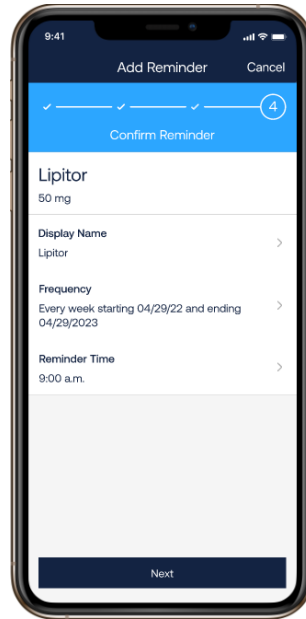 9:41
Add Reminder Cancel
4
Confirm Reminder
Lipitor
50 mg
Display Name
Lipitor
Frequency
Every week starting 04/29/22 and ending
04/29/2023
Reminder Time
9:00 a.m.
Next